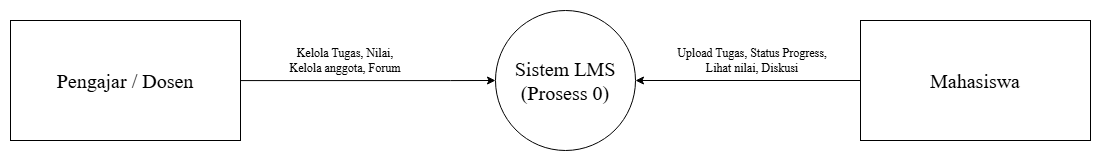 Pengajar / Dosen
Kelola Tugas, Nilai,
Kelola anggota, Forum
Sistem LMS
(Prosess 0)
Upload Tugas, Status Progress,
Lihat nilai, Diskusi
Mahasiswa